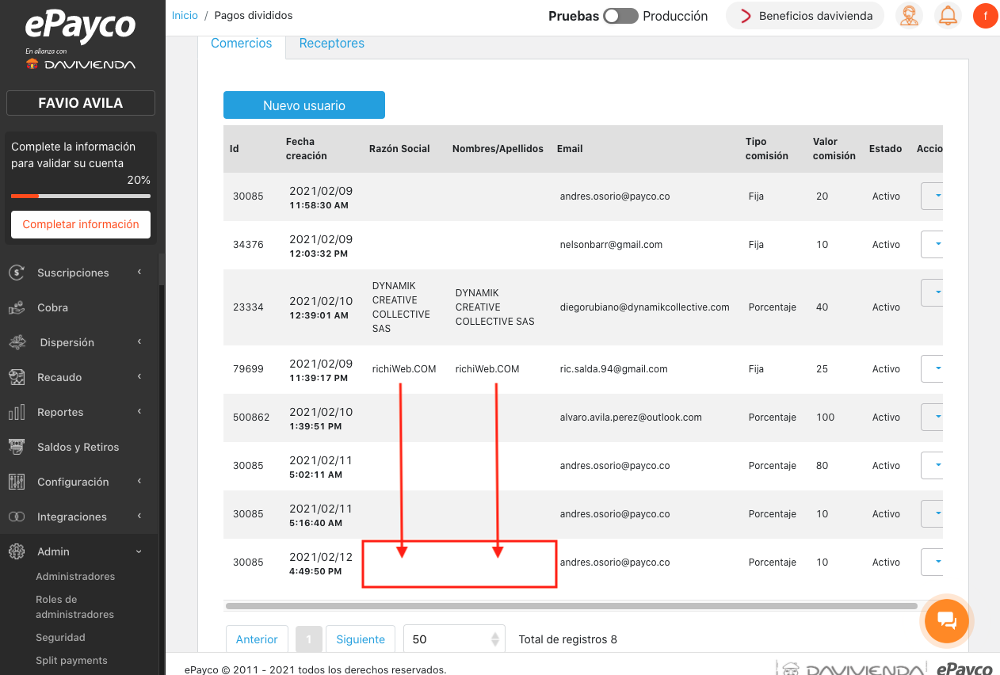 ePayco
En alianza con
DAVIVIENDA
FAVIO AVILA
Complete la información
para validar su cuenta
20%
Completar información
Suscripciones
Cobra
Dispersión
Recaudo
Reportes
Saldos y Retiros
Configuración
Integraciones
Admin
Administradores
Roles de
administradores
Seguridad
Split payments
Inicio / Pagos divididos
Pruebas Producción
Beneficios davivienda
f
Comercios Receptores
Nuevo usuario
Id Fecha creación Razón Social Nombres/Apellidos Email Tipo comisión Valor comisión Estado Accio
30085 2021/02/09 andres.osorio@payco.co Fija 20 Activo
11:58:30 AM
34376 2021/02/09 nelsonbarr@gmail.com Fija 10 Activo
12:03:32 PM
23334 2021/02/10 DYNAMIK CREATIVE COLLECTIVE SAS DYNAMIK CREATIVE COLLECTIVE SAS diegorubiano@dynamikcollective.com Porcentaje 40 Activo
12:39:01 AM
79699 2021/02/09 richiWeb.COM richiWeb.COM ric.salda.94@gmail.com Fija 25 Activo
11:39:17 PM
500862 2021/02/10 alvaro.avila.perez@outlook.com Porcentaje 100 Activo
1:39:51 PM
30085 2021/02/11 andres.osorio@payco.co Porcentaje 80 Activo
5:02:11 AM
30085 2021/02/11 andres.osorio@payco.co Porcentaje 10 Activo
5:16:40 AM
30085 2021/02/12 andres.osorio@payco.co Porcentaje 10 Activo
4:49:50 PM
Anterior 1 Siguiente 50 Total de registros 8
ePayco © 2011 - 2021 todos los derechos reservados.
DAVIVIENDA ePayco